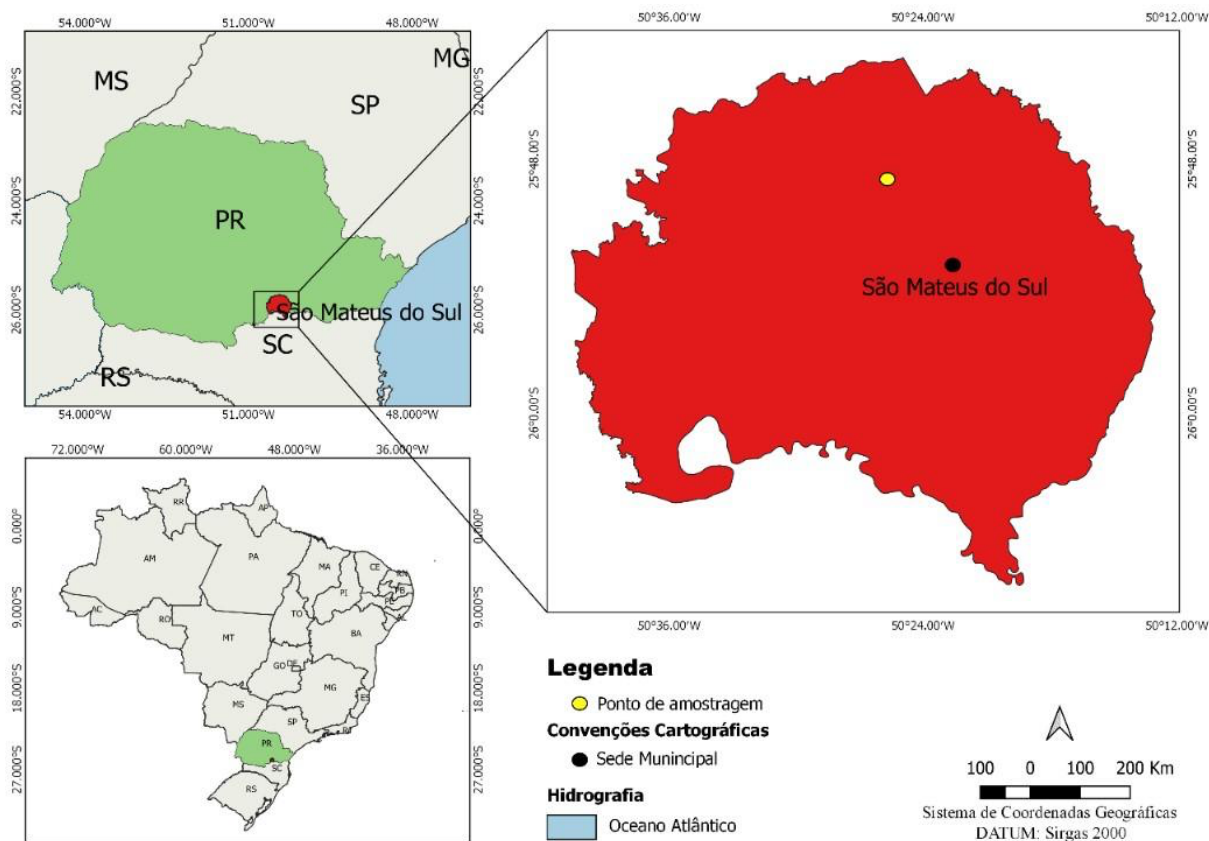 54.000°W 51.000°W 48.000°W
22.000°S
24.000°S
26.000°S
22.000°S
24.000°S
26.000°S
MS
MG
SP
PR
São Mateus do Sul
SC
RS
54.000°W 51.000°W 48.000°W
50°36.00'W 50°24.00'W 50°12.00'W
25°48.00'S
26°0.00'S
25°48.00'S
26°0.00'S
São Mateus do Sul
50°36.00'W 50°24.00'W 50°12.00'W
72.000°W 60.000°W 48.000°W 36.000°W
0.000°
9.000°S
18.000°S
27.000°S
0.000°
9.000°S
18.000°S
27.000°S
RR
AP
AM
PA
MA
CE
RN
PB
PE
AL
PI
AC
RO
TO
MT
BA
GO
DF
MG
ES
MS
SP
RJ
PR
SC
RS
Legenda
Ponto de amostragem
Convenções Cartográficas
Sede Munincipal
Hidrografia
Oceano Atlântico
100 0 100 200 Km
Sistema de Coordenadas Geográficas
DATUM: Sirgas 2000